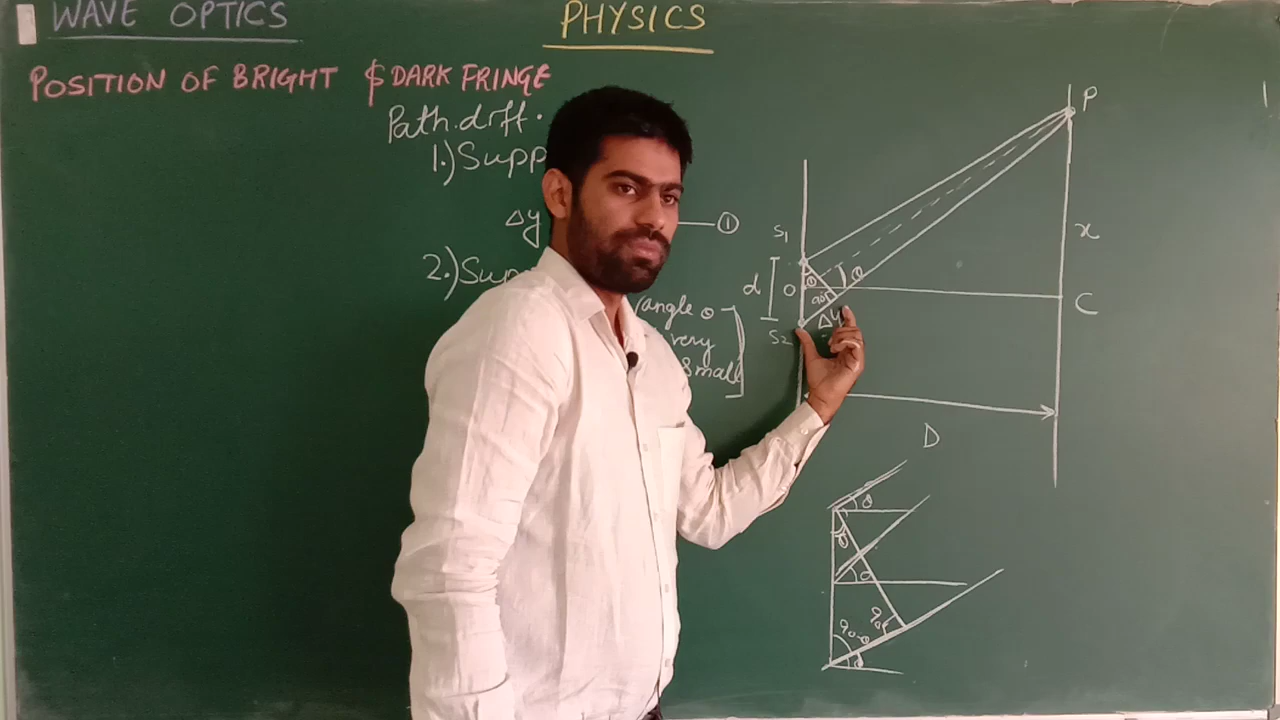 WAVE OPTICS
PHYSICS
POSITION OF BRIGHT & DARK FRINGE
Path.diff.
1.) Supp
Δy
①
2.) Sup
angle θ
very
small
P
x
C
S1
d
O
θ
θ
90°
Δy
S2
D
θ
θ
θ
90-θ
θ